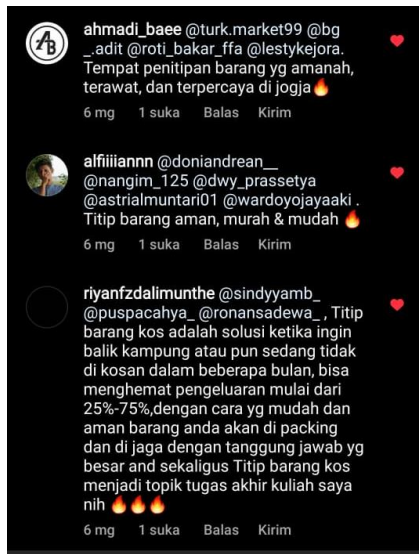 AB
ahmadi_baee @turk.market99 @bg
_.adit @roti_bakar_ffa @lestykejora.
Tempat penitipan barang yg amanah,
terawat, dan terpercaya di jogja🔥
6 mg 1 suka Balas Kirim
alfiiiiannn @doniandrean__
@nangim_125 @dwy_prassetya
@astrialmuntari01 @wardoyojayaaki .
Titip barang aman, murah & mudah 🔥
6 mg 1 suka Balas Kirim
riyanfzdalimunthe @sindyyamb_
@puspacahya_ @ronansadewa_ , Titip
barang kos adalah solusi ketika ingin
balik kampung atau pun sedang tidak
di kosan dalam beberapa bulan, bisa
menghemat pengeluaran mulai dari
25%-75%,dengan cara yg mudah dan
aman barang anda akan di packing
dan di jaga dengan tanggung jawab yg
besar and sekaligus Titip barang kos
menjadi topik tugas akhir kuliah saya
nih 🔥🔥🔥
6 mg 1 suka Balas Kirim